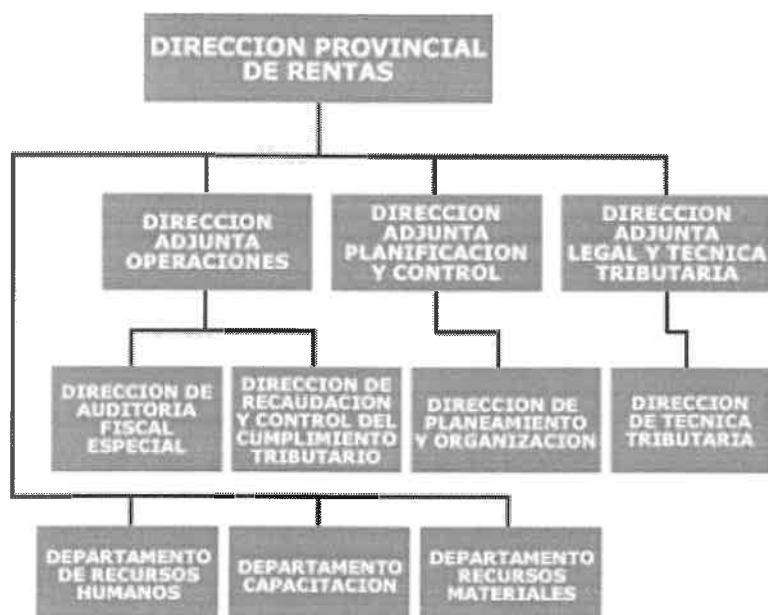 DIRECCION PROVINCIAL
DE RENTAS
DIRECCION
ADJUNTA
OPERACIONES
DIRECCION
ADJUNTA
PLANIFICACION
Y CONTROL
DIRECCION
ADJUNTA
LEGAL Y TECNICA
TRIBUTARIA
DIRECCION DE
AUDITORIA
FISCAL
ESPECIAL
DIRECCION DE
RECAUDACION
Y CONTROL DEL
CUMPLIMIENTO
TRIBUTARIO
DIRECCION DE
PLANEAMIENTO
Y ORGANIZACION
DIRECCION
DE TECNICA
TRIBUTARIA
DEPARTAMENTO
DE RECURSOS
HUMANOS
DEPARTAMENTO
CAPACITACION
DEPARTAMENTO
RECURSOS
MATERIALES